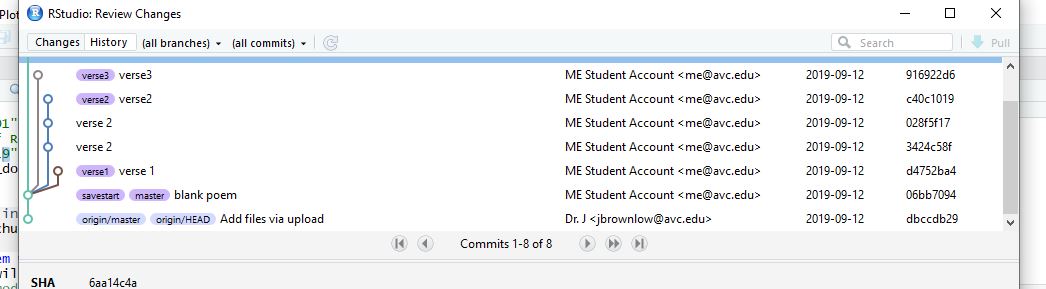 Plot
RStudio: Review Changes
Changes History (all branches) (all commits) Search Pull
verse3 verse3 ME Student Account <me@avc.edu> 2019-09-12 916922d6
verse2 verse2 ME Student Account <me@avc.edu> 2019-09-12 c40c1019
verse 2 ME Student Account <me@avc.edu> 2019-09-12 028f5f17
verse 2 ME Student Account <me@avc.edu> 2019-09-12 3424c58f
verse1 verse 1 ME Student Account <me@avc.edu> 2019-09-12 d4752ba4
savestart master blank poem ME Student Account <me@avc.edu> 2019-09-12 06bb7094
origin/master origin/HEAD Add files via upload Dr. J <jbrownlow@avc.edu> 2019-09-12 dbccdb29
Commits 1-8 of 8
SHA 6aa14c4a